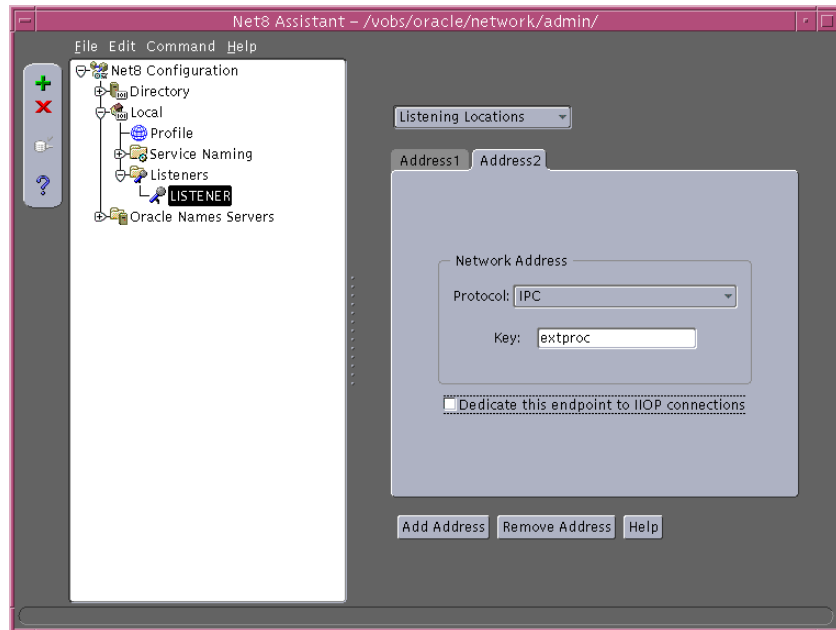 Net8 Assistant – /vobs/oracle/network/admin/
File Edit Command Help
Net8 Configuration
Directory
Local
Profile
Service Naming
Listeners
LISTENER
Oracle Names Servers
Listening Locations
Address1 Address2
Network Address
Protocol: IPC
Key: extproc
Dedicate this endpoint to IIOP connections
Add Address Remove Address Help